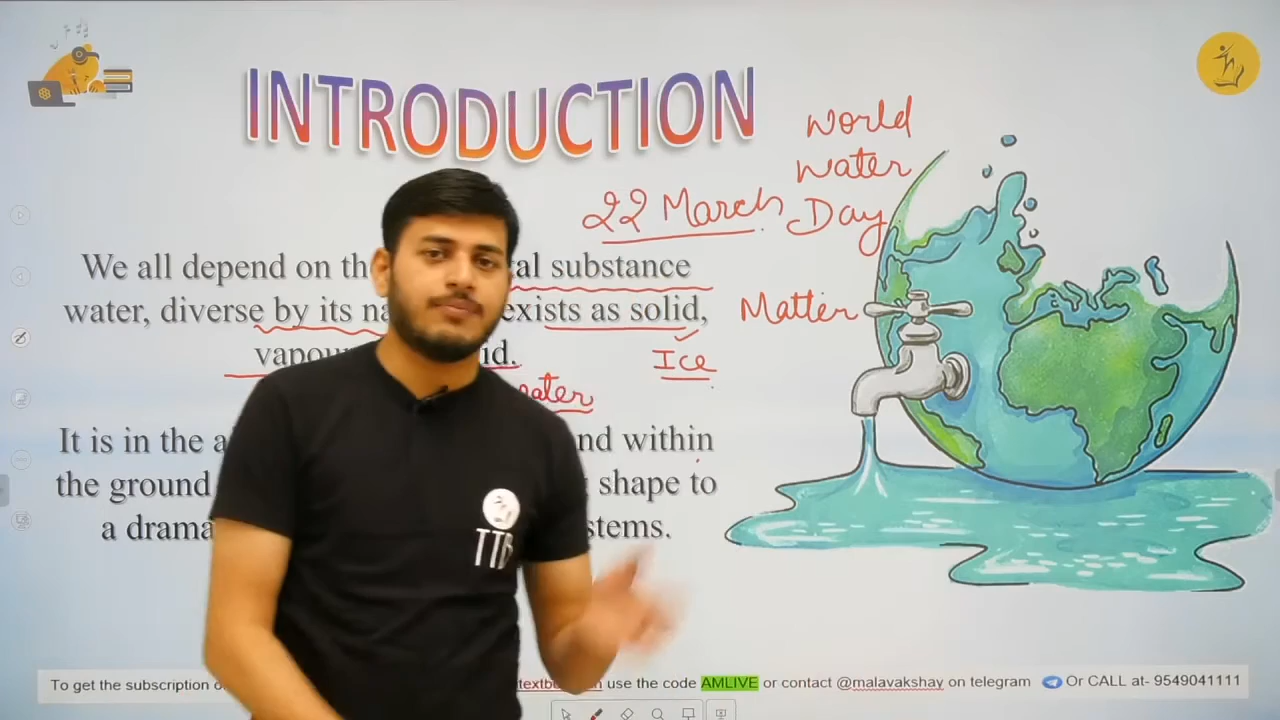 INTRODUCTION
World
Water
22 March Day
We all depend on th al substance
water, diverse by its na exists as solid,
Matter
vapou id.
Ice
ater
It is in the a nd within
the ground shape to
a drama stems.
TTB
To get the subscription o textb use the code AMLIVE or contact @malavakshay on telegram Or CALL at- 9549041111